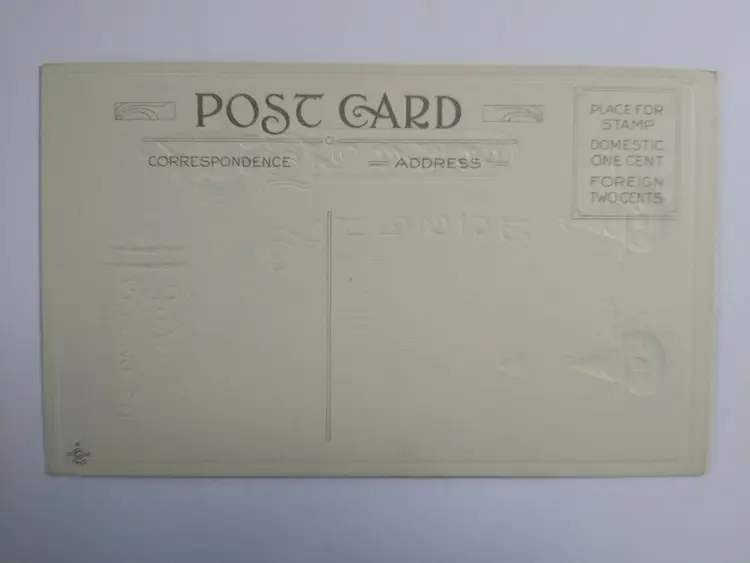 POST CARD
CORRESPONDENCE
ADDRESS
PLACE FOR
STAMP
DOMESTIC
ONE CENT
FOREIGN
TWO CENTS